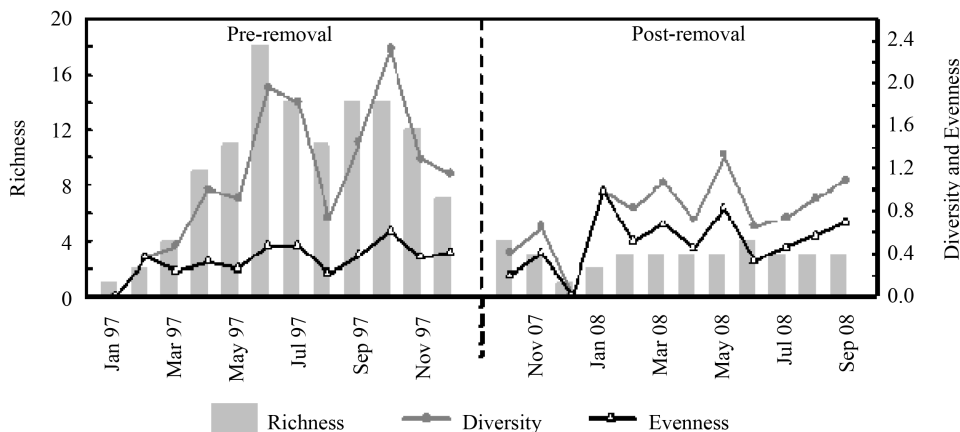 Pre-removal
Post-removal
Richness
20
16
12
8
4
0
Diversity and Evenness
2.4
2.0
1.6
1.2
0.8
0.4
0.0
Jan 97
Mar 97
May 97
Jul 97
Sep 97
Nov 97
Nov 07
Jan 08
Mar 08
May 08
Jul 08
Sep 08
Richness
Diversity
Evenness